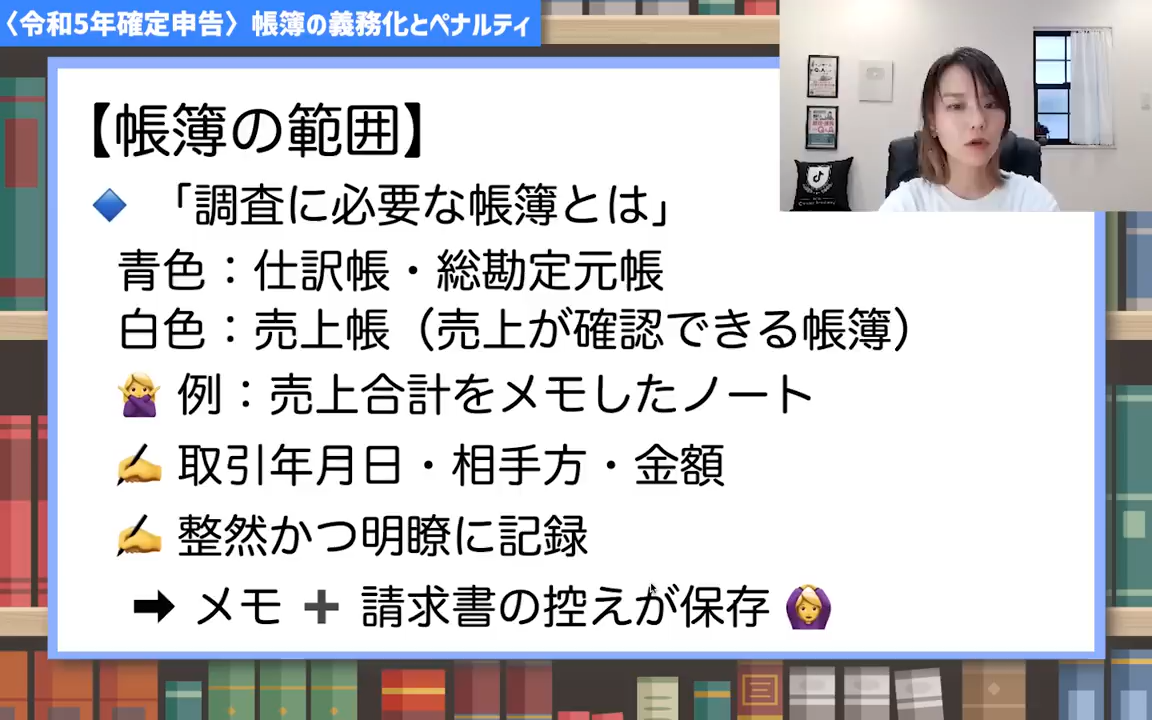 〈令和5年確定申告〉帳簿の義務化とペナルティ
【帳簿の範囲】
「調査に必要な帳簿とは」
青色：仕訳帳・総勘定元帳
白色：売上帳（売上が確認できる帳簿）
例：売上合計をメモしたノート
取引年月日・相手方・金額
整然かつ明瞭に記録
➡ メモ ➕ 請求書の控えが保存